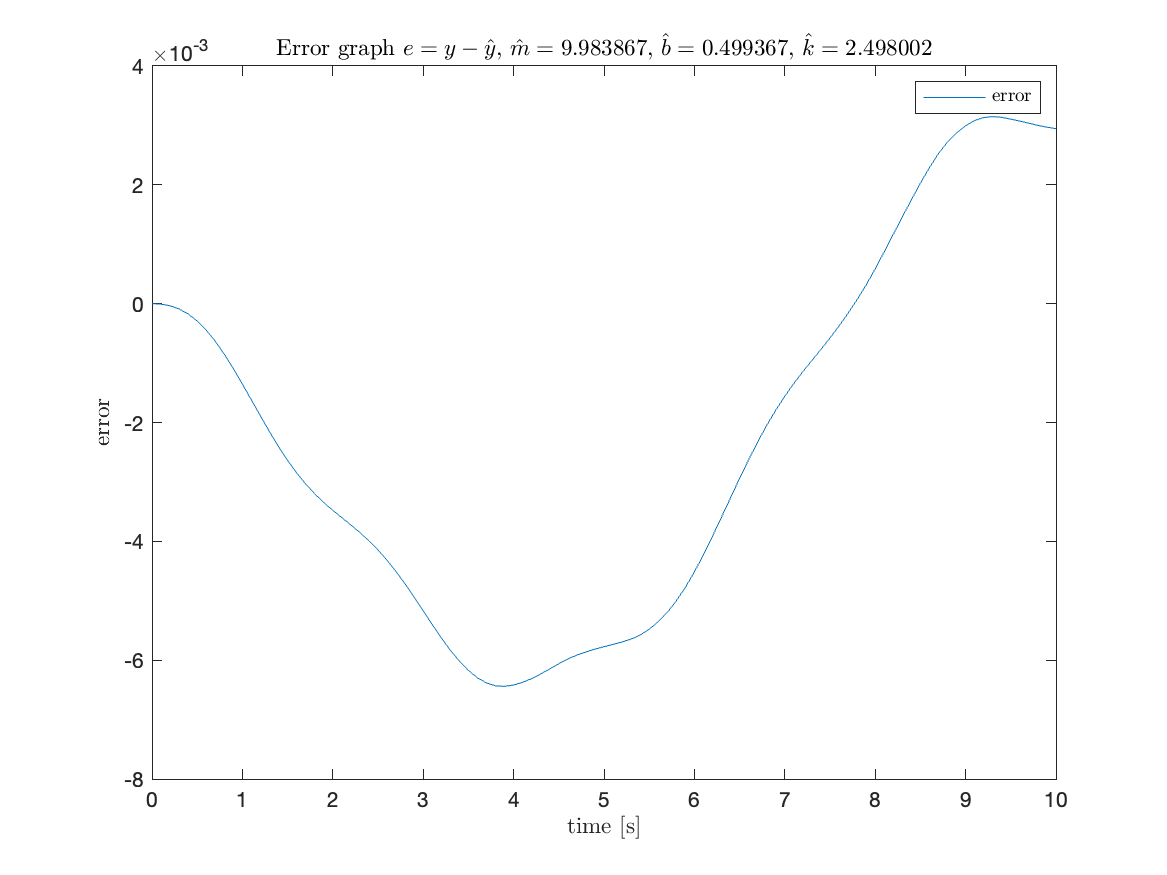 Error graph e = y − ŷ, m̂ = 9.983867, b̂ = 0.499367, k̂ = 2.498002
×10⁻³
error
4
2
0
-2
-4
-6
-8
error
0 1 2 3 4 5 6 7 8 9 10
time [s]